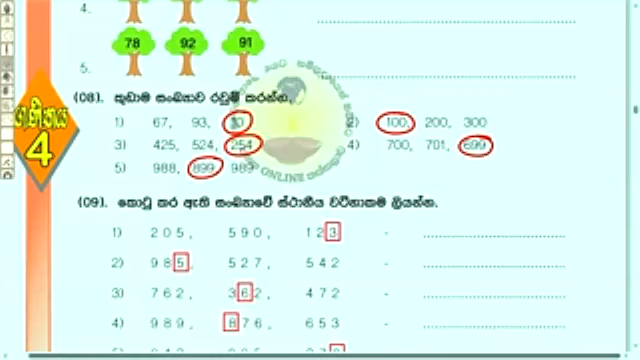 4. ..............................
78 92 91
5. ..............................
ගණිතය 4
(08). කුඩාම සංඛ්‍යාව රවුම් කරන්න.
1) 67, 93, 30 2) 100, 200, 300
3) 425, 524, 254 4) 700, 701, 699
5) 988, 899, 989
(09). කොටු කර ඇති සංඛ්‍යාවේ ස්ථානීය වටිනාකම ලියන්න.
1) 205, 590, 123 - ..............................
2) 985, 527, 542 - ..............................
3) 762, 362, 472 - ..............................
4) 989, 876, 653 - ..............................